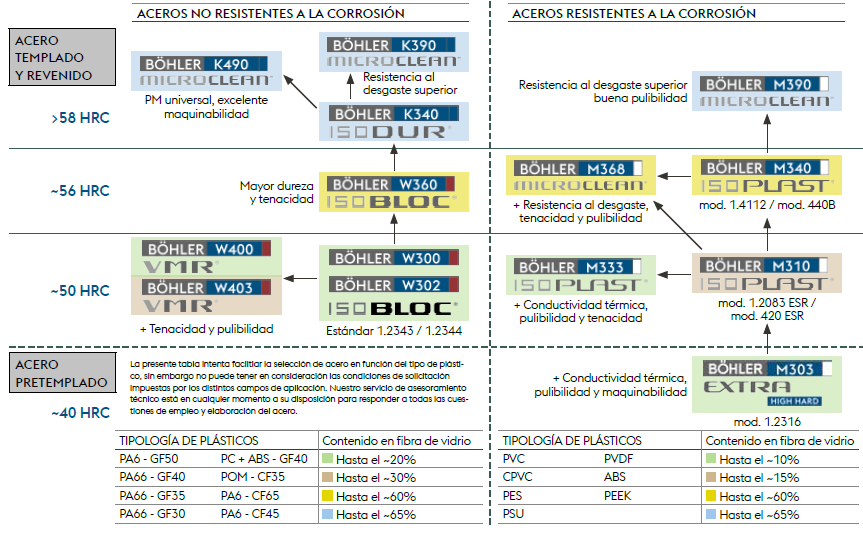 ACEROS NO RESISTENTES A LA CORROSIÓN
ACEROS RESISTENTES A LA CORROSIÓN
ACERO
TEMPLADO
Y REVENIDO
>58 HRC
BÖHLER K490
MICROCLEAN®
PM universal, excelente
maquinabilidad
BÖHLER K390
MICROCLEAN®
Resistencia al
desgaste superior
BÖHLER K340
ISODUR®
Resistencia al desgaste superior
buena pulibilidad
BÖHLER M390
MICROCLEAN®
~56 HRC
Mayor dureza
y tenacidad
BÖHLER W360
ISOBLOC®
BÖHLER M368
MICROCLEAN®
+ Resistencia al desgaste,
tenacidad y pulibilidad
BÖHLER M340
ISOPLAST®
mod. 1.4112 / mod. 440B
~50 HRC
BÖHLER W400
VMR®
BÖHLER W403
VMR®
+ Tenacidad y pulibilidad
BÖHLER W300
BÖHLER W302
ISOBLOC®
Estándar 1.2343 / 1.2344
BÖHLER M333
ISOPLAST®
+ Conductividad térmica,
pulibilidad y tenacidad
BÖHLER M310
ISOPLAST®
mod. 1.2083 ESR /
mod. 420 ESR
ACERO
PRETEMPLADO
~40 HRC
La presente tabla intenta faciltiar la selección de acero en función del tipo de plásti-
co, sin embargo no puede tener en consideración las condiciones de solicitación
impuestas por los distintos campos de aplicación. Nuestro servicio de asesoramiento
técnico está en cualquier momento a su disposición para responder a todas las cues-
tiones de empleo y elaboración del acero.
+ Conductividad térmica,
pulibilidad y maquinabilidad
BÖHLER M303
EXTRA
HIGH HARD
mod. 1.2316
TIPOLOGÍA DE PLÁSTICOS Contenido en fibra de vidrio
PA6 - GF50 PC + ABS - GF40 Hasta el ~20%
PA66 - GF40 POM - CF35 Hasta el ~30%
PA66 - GF35 PA6 - CF65 Hasta el ~60%
PA66 - GF30 PA6 - CF45 Hasta el ~65%
TIPOLOGÍA DE PLÁSTICOS Contenido en fibra de vidrio
PVC PVDF Hasta el ~10%
CPVC ABS Hasta el ~15%
PES PEEK Hasta el ~60%
PSU Hasta el ~65%